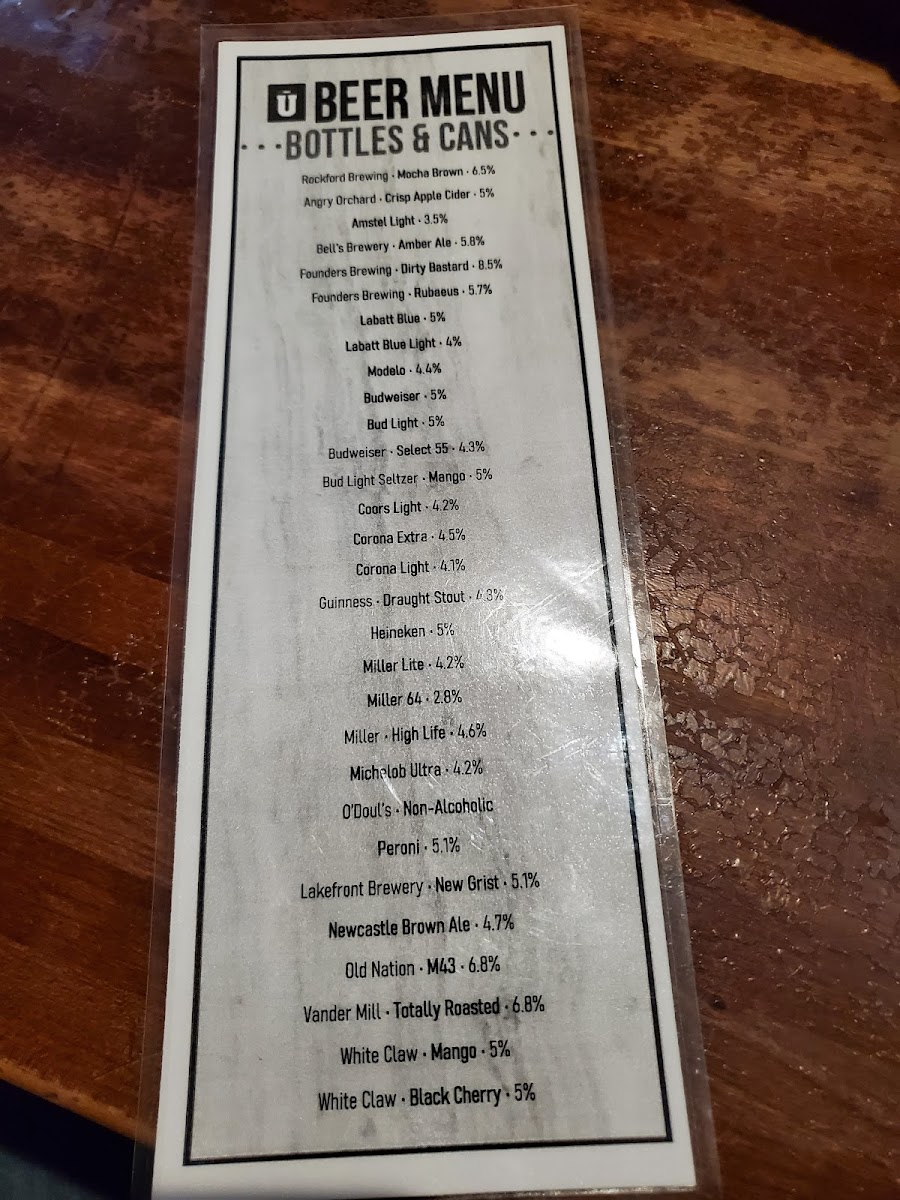 Ū BEER MENU
···BOTTLES & CANS···
Rockford Brewing · Mocha Brown · 6.5%
Angry Orchard · Crisp Apple Cider · 5%
Amstel Light · 3.5%
Bell's Brewery · Amber Ale · 5.8%
Founders Brewing · Dirty Bastard · 8.5%
Founders Brewing · Rubaeus · 5.7%
Labatt Blue · 5%
Labatt Blue Light · 4%
Modelo · 4.4%
Budweiser · 5%
Bud Light · 5%
Budweiser · Select 55 · 4.3%
Bud Light Seltzer · Mango · 5%
Coors Light · 4.2%
Corona Extra · 4.5%
Corona Light · 4.1%
Guinness · Draught Stout · 4.3%
Heineken · 5%
Miller Lite · 4.2%
Miller 64 · 2.8%
Miller · High Life · 4.6%
Michelob Ultra · 4.2%
O'Doul's · Non-Alcoholic
Peroni · 5.1%
Lakefront Brewery · New Grist · 5.1%
Newcastle Brown Ale · 4.7%
Old Nation · M43 · 6.8%
Vander Mill · Totally Roasted · 6.8%
White Claw · Mango · 5%
White Claw · Black Cherry · 5%